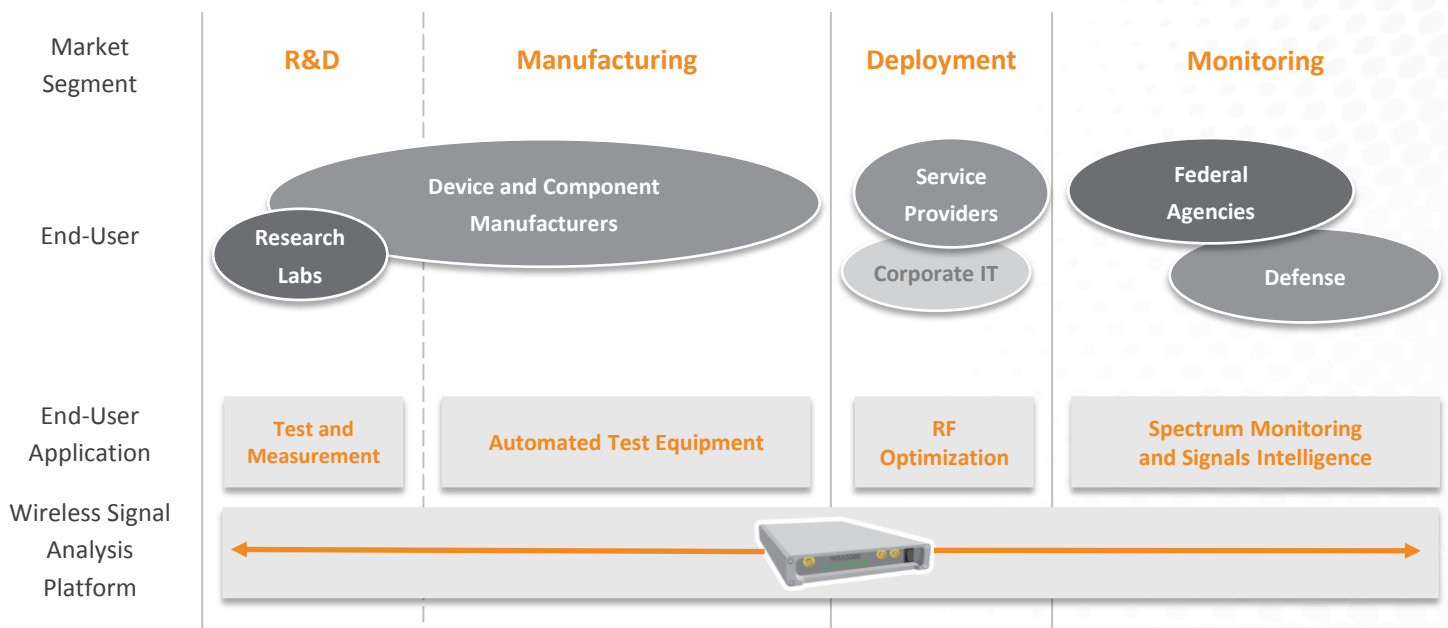 Market
Segment
R&D
Manufacturing
Deployment
Monitoring
End-User
Research
Labs
Device and Component
Manufacturers
Service
Providers
Corporate IT
Federal
Agencies
Defense
End-User
Application
Test and
Measurement
Automated Test Equipment
RF
Optimization
Spectrum Monitoring
and Signals Intelligence
Wireless Signal
Analysis
Platform
WSA5000